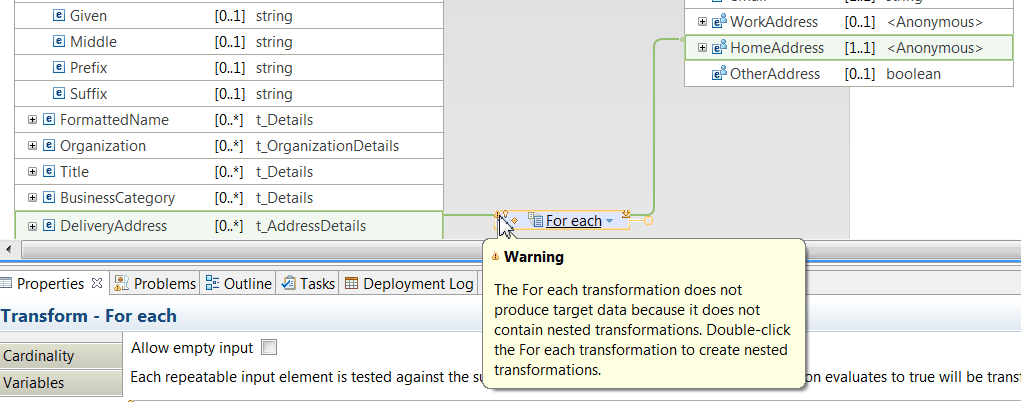 Given [0..1] string
Middle [0..1] string
Prefix [0..1] string
Suffix [0..1] string
FormattedName [0..*] t_Details
Organization [0..*] t_OrganizationDetails
Title [0..*] t_Details
BusinessCategory [0..*] t_Details
DeliveryAddress [0..*] t_AddressDetails
WorkAddress [0..1] <Anonymous>
HomeAddress [1..1] <Anonymous>
OtherAddress [0..1] boolean
For each
Warning
The For each transformation does not
produce target data because it does not
contain nested transformations. Double-click
the For each transformation to create nested
transformations.
Properties Problems Outline Tasks Deployment Log
Transform - For each
Cardinality
Variables
Allow empty input
Each repeatable input element is tested against the su on evaluates to true will be transf